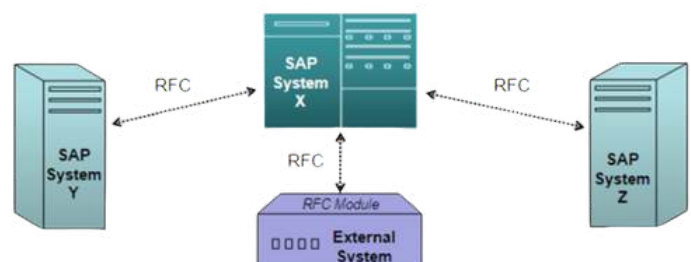 SAP
System
X
RFC
RFC
SAP
System
Y
RFC
SAP
System
Z
RFC Module
External
System